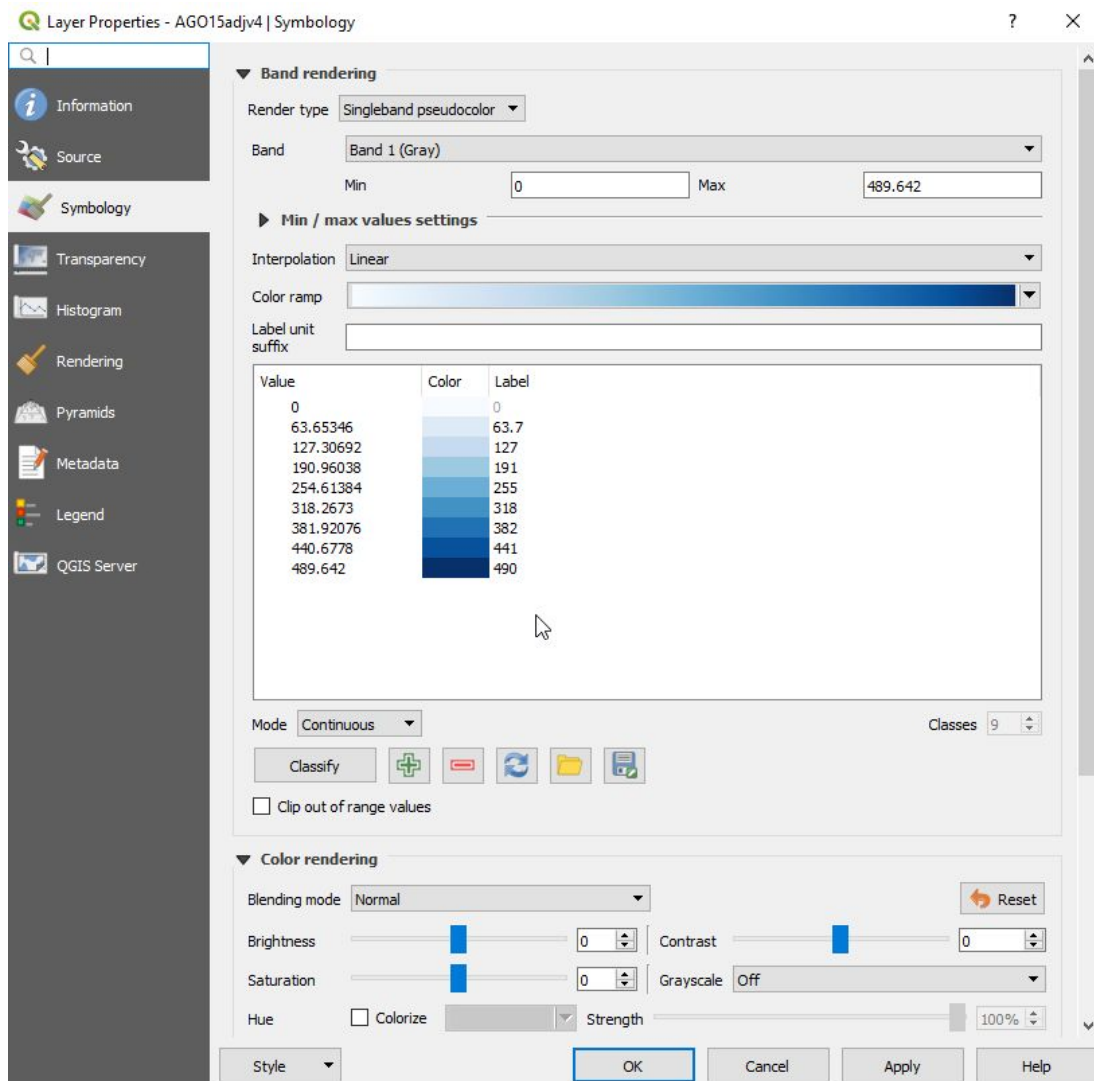 Layer Properties - AGO15adjv4 | Symbology
?
Information
Source
Symbology
Transparency
Histogram
Rendering
Pyramids
Metadata
Legend
QGIS Server
Band rendering
Render type Singleband pseudocolor
Band Band 1 (Gray)
Min 0 Max 489.642
Min / max values settings
Interpolation Linear
Color ramp
Label unit
suffix
Value Color Label
0 0
63.65346 63.7
127.30692 127
190.96038 191
254.61384 255
318.2673 318
381.92076 382
440.6778 441
489.642 490
Mode Continuous Classes 9
Classify
Clip out of range values
Color rendering
Blending mode Normal Reset
Brightness 0 Contrast 0
Saturation 0 Grayscale Off
Hue Colorize Strength 100%
Style OK Cancel Apply Help